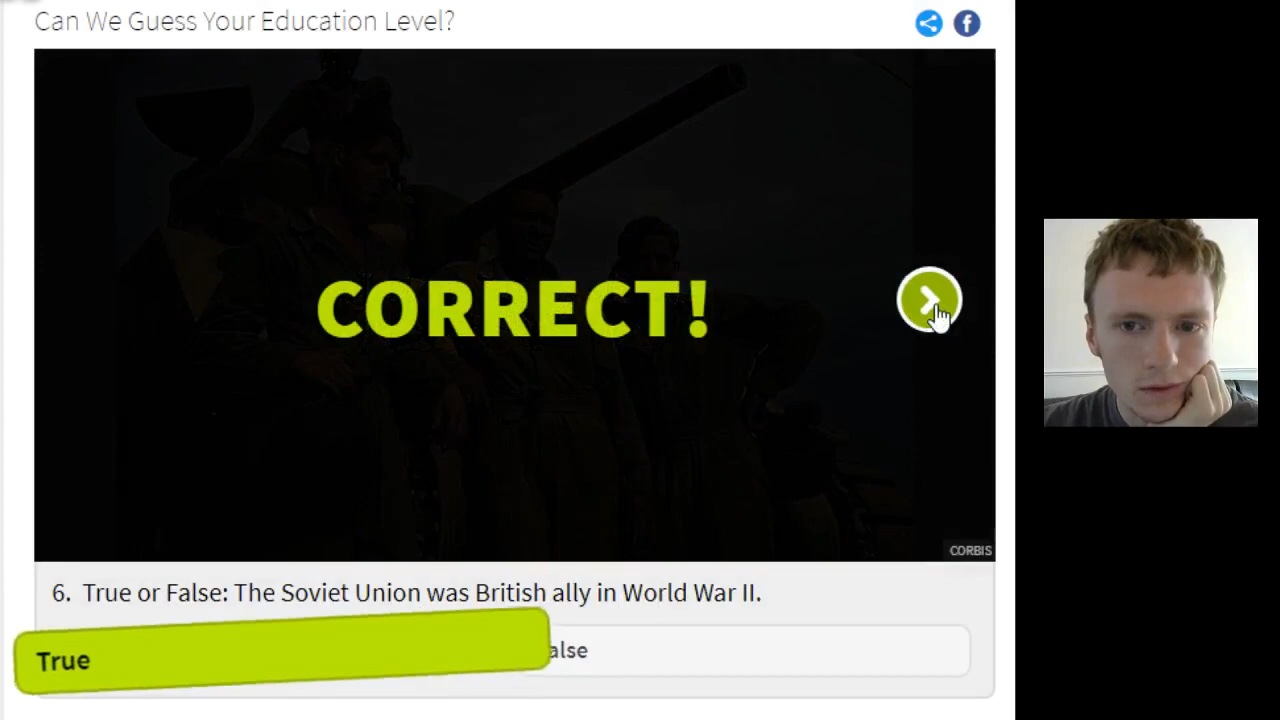 Can We Guess Your Education Level?
CORRECT!
CORBIS
6. True or False: The Soviet Union was British ally in World War II.
True
alse